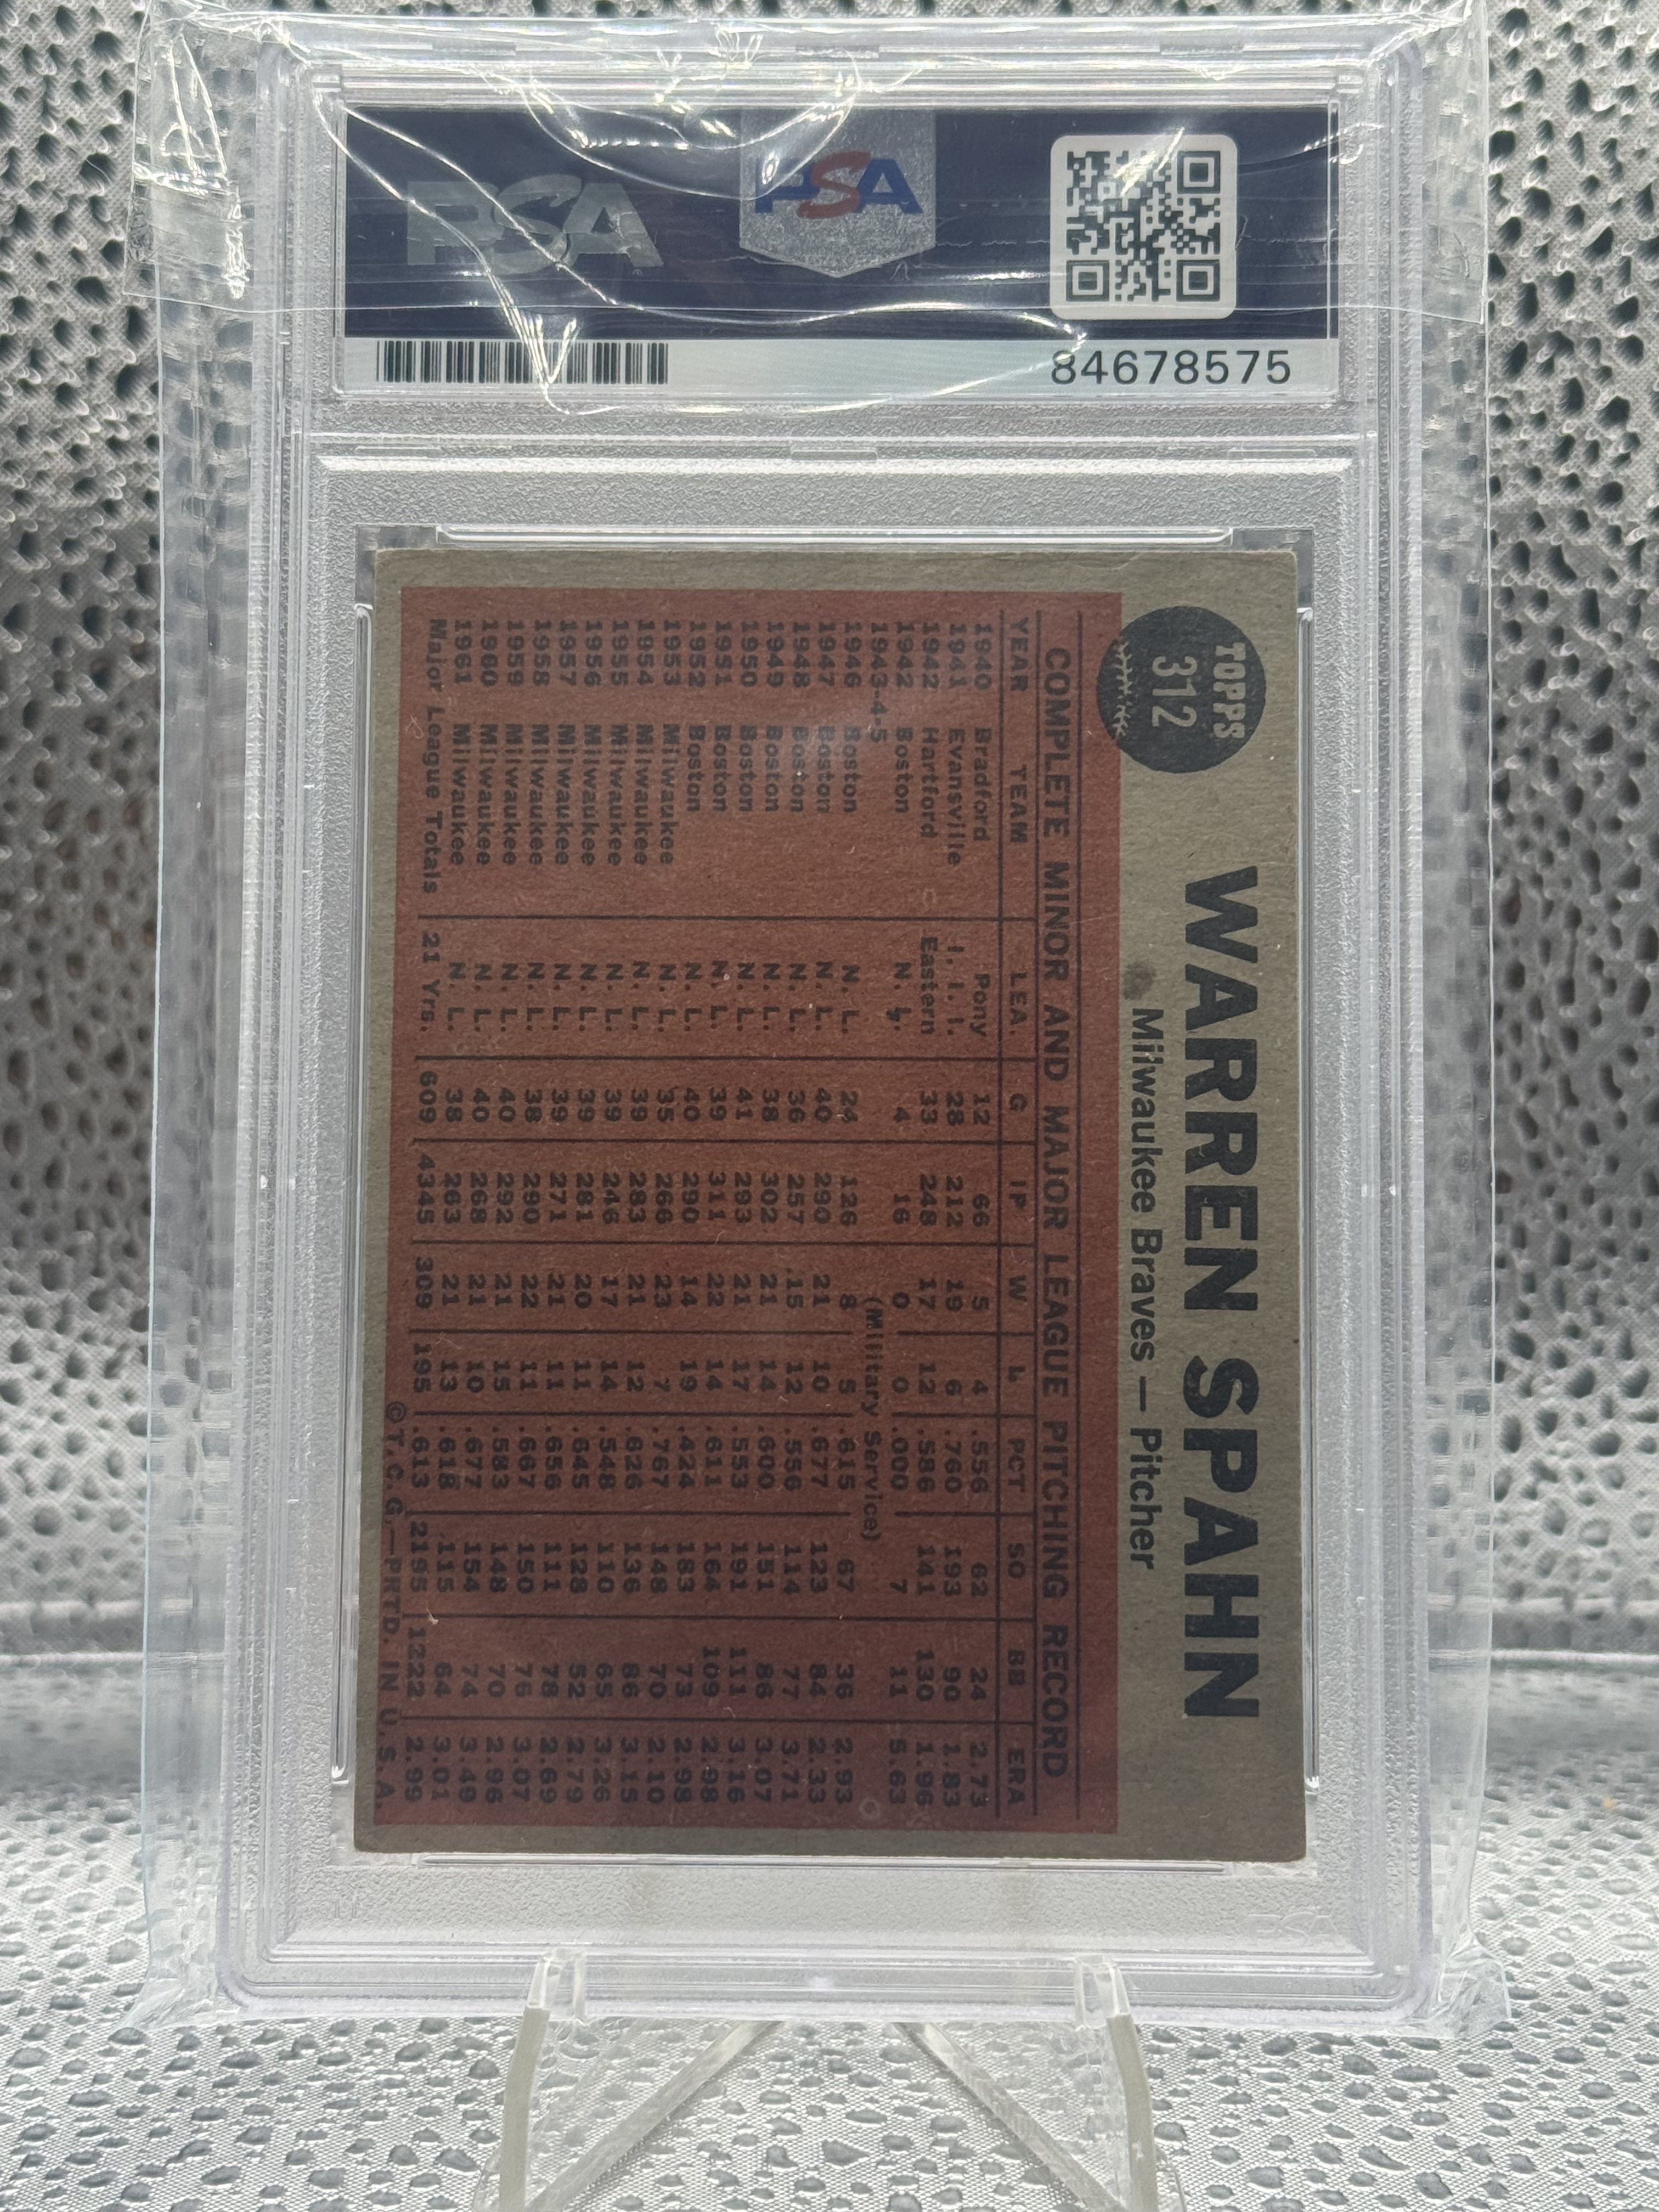 PSA
PSA
84678575
TOPPS
312
WARREN SPAHN
Milwaukee Braves — Pitcher
COMPLETE MINOR AND MAJOR LEAGUE PITCHING RECORD
YEAR TEAM LEA. G IP W L PCT SO BB ERA
1940 Bradford Pony 12 66 5 4 .556 62 24 2.73
1941 Evansville I. I. I. 28 212 19 6 .760 193 90 1.83
1942 Hartford Eastern 33 248 17 12 .586 141 130 1.96
1942 Boston N. L. 4 16 0 0 .000 7 11 5.63
1943-4-5 (Military Service)
1946 Boston N. L. 24 126 8 5 .615 67 36 2.93
1947 Boston N. L. 40 290 21 10 .677 123 84 2.33
1948 Boston N. L. 36 257 15 12 .556 114 77 3.71
1949 Boston N. L. 38 302 21 14 .600 151 86 3.07
1950 Boston N. L. 41 293 21 17 .553 191 111 3.16
1951 Boston N. L. 39 311 22 14 .611 164 109 2.98
1952 Boston N. L. 40 290 14 19 .424 183 73 2.98
1953 Milwaukee N. L. 35 266 23 7 .767 148 70 2.10
1954 Milwaukee N. L. 39 283 21 12 .626 136 86 3.15
1955 Milwaukee N. L. 39 246 17 14 .548 110 65 3.26
1956 Milwaukee N. L. 39 281 20 11 .645 128 52 2.79
1957 Milwaukee N. L. 39 271 21 11 .656 111 78 2.69
1958 Milwaukee N. L. 38 290 22 11 .667 150 76 3.07
1959 Milwaukee N. L. 40 292 21 15 .583 148 70 2.96
1960 Milwaukee N. L. 40 268 21 10 .677 154 74 3.49
1961 Milwaukee N. L. 38 263 21 13 .618 115 64 3.01
Major League Totals 21 Yrs. 609 4345 309 195 .613 2195 1222 2.99
© T. C. G.—PRTD. IN U. S. A.
PSA